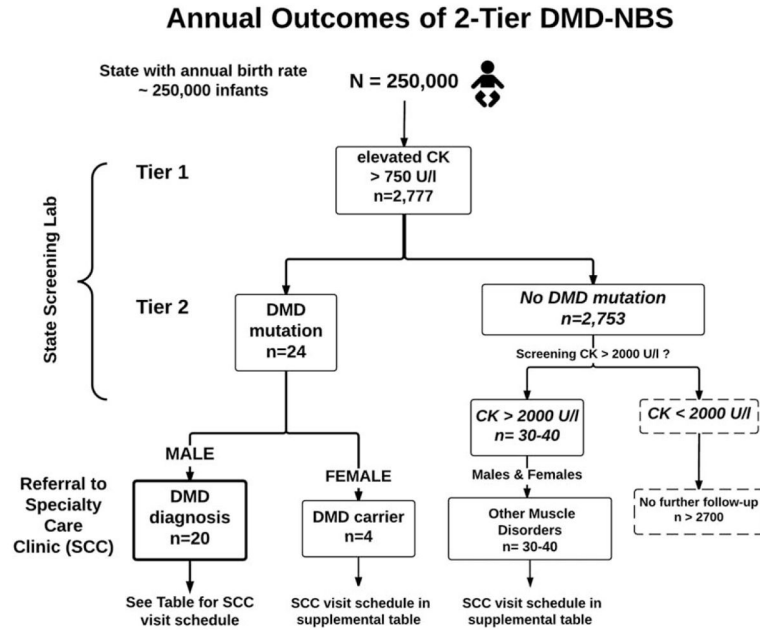 Annual Outcomes of 2-Tier DMD-NBS
State with annual birth rate
~ 250,000 infants
N = 250,000
Tier 1
elevated CK
> 750 U/l
n=2,777
State Screening Lab
Tier 2
DMD
mutation
n=24
No DMD mutation
n=2,753
Screening CK > 2000 U/l ?
CK > 2000 U/l
n= 30-40
CK < 2000 U/l
MALE
FEMALE
Males & Females
Referral to
Specialty
Care
Clinic (SCC)
DMD
diagnosis
n=20
DMD carrier
n=4
Other Muscle
Disorders
n= 30-40
No further follow-up
n > 2700
See Table for SCC
visit schedule
SCC visit schedule in
supplemental table
SCC visit schedule in
supplemental table